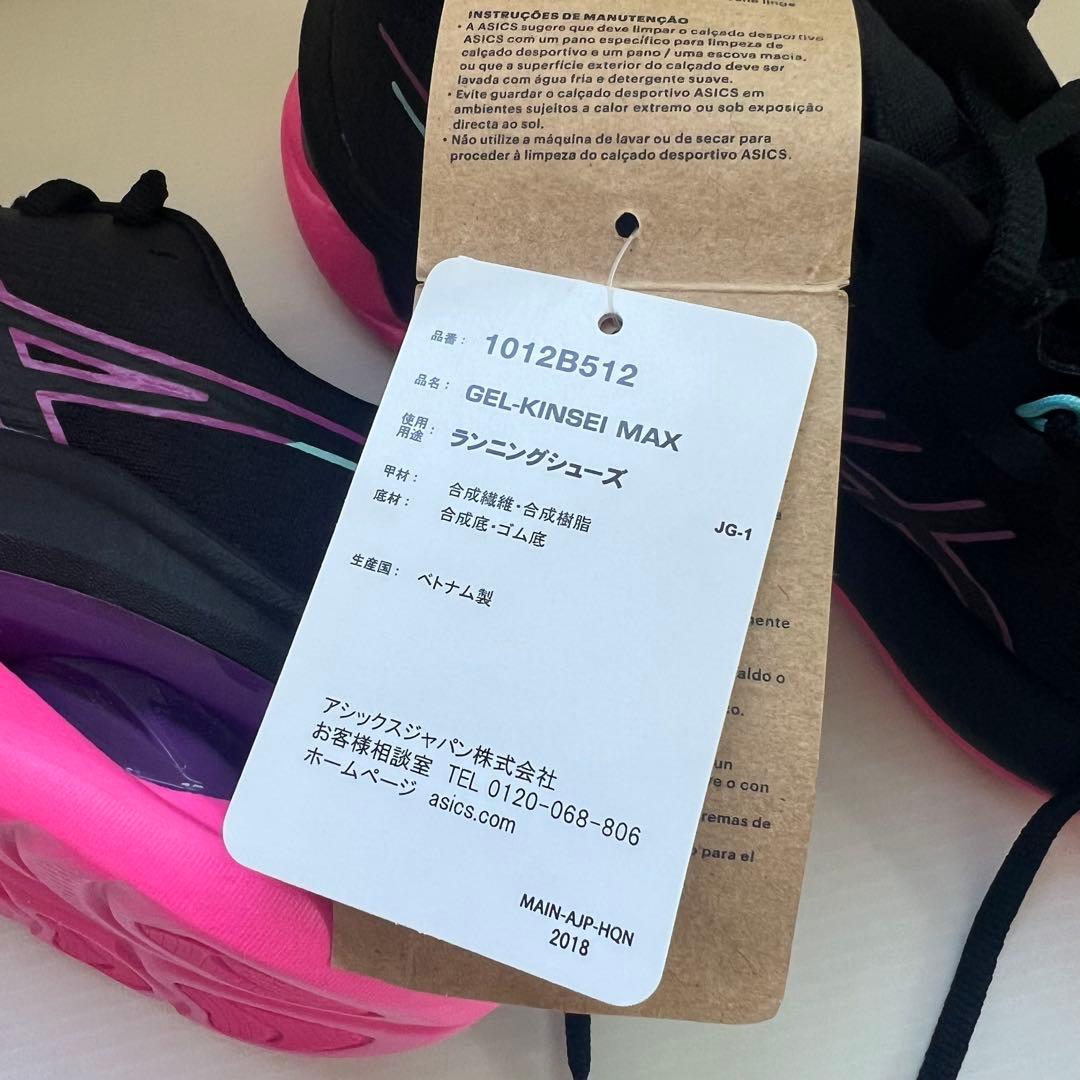 INSTRUÇÕES DE MANUTENÇÃO
• A ASICS sugere que deve limpar o calçado desportivo
ASICS com um pano específico para limpeza de
calçado desportivo e um pano / uma escova macia,
ou que a superfície exterior do calçado deve ser
lavada com água fria e detergente suave.
• Evite guardar o calçado desportivo ASICS em
ambientes sujeitos a calor extremo ou sob exposição
directa ao sol.
• Não utilize a máquina de lavar ou de secar para
proceder à limpeza do calçado desportivo ASICS.
品番： 1012B512
品名： GEL-KINSEI MAX
使用用途： ランニングシューズ
甲材： 合成繊維・合成樹脂
底材： 合成底・ゴム底
JG-1
生産国： ベトナム製
アシックスジャパン株式会社
お客様相談室 TEL 0120-068-806
ホームページ asics.com
MAIN-AJP-HQN
2018
aldo o
o.
un
e o con
remas de
para el